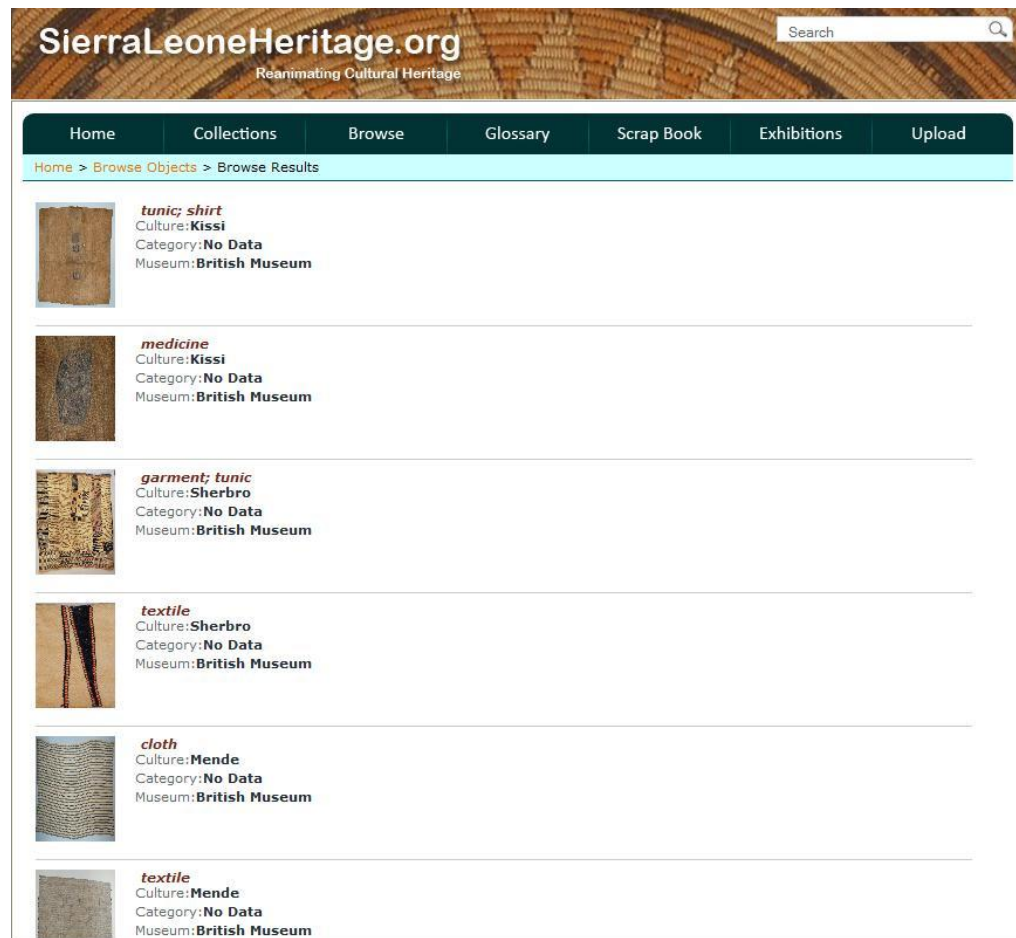 SierraLeoneHeritage.org
Reanimating Cultural Heritage
Search
Home Collections Browse Glossary Scrap Book Exhibitions Upload
Home > Browse Objects > Browse Results
tunic; shirt
Culture:Kissi
Category:No Data
Museum:British Museum
medicine
Culture:Kissi
Category:No Data
Museum:British Museum
garment; tunic
Culture:Sherbro
Category:No Data
Museum:British Museum
textile
Culture:Sherbro
Category:No Data
Museum:British Museum
cloth
Culture:Mende
Category:No Data
Museum:British Museum
textile
Culture:Mende
Category:No Data
Museum:British Museum